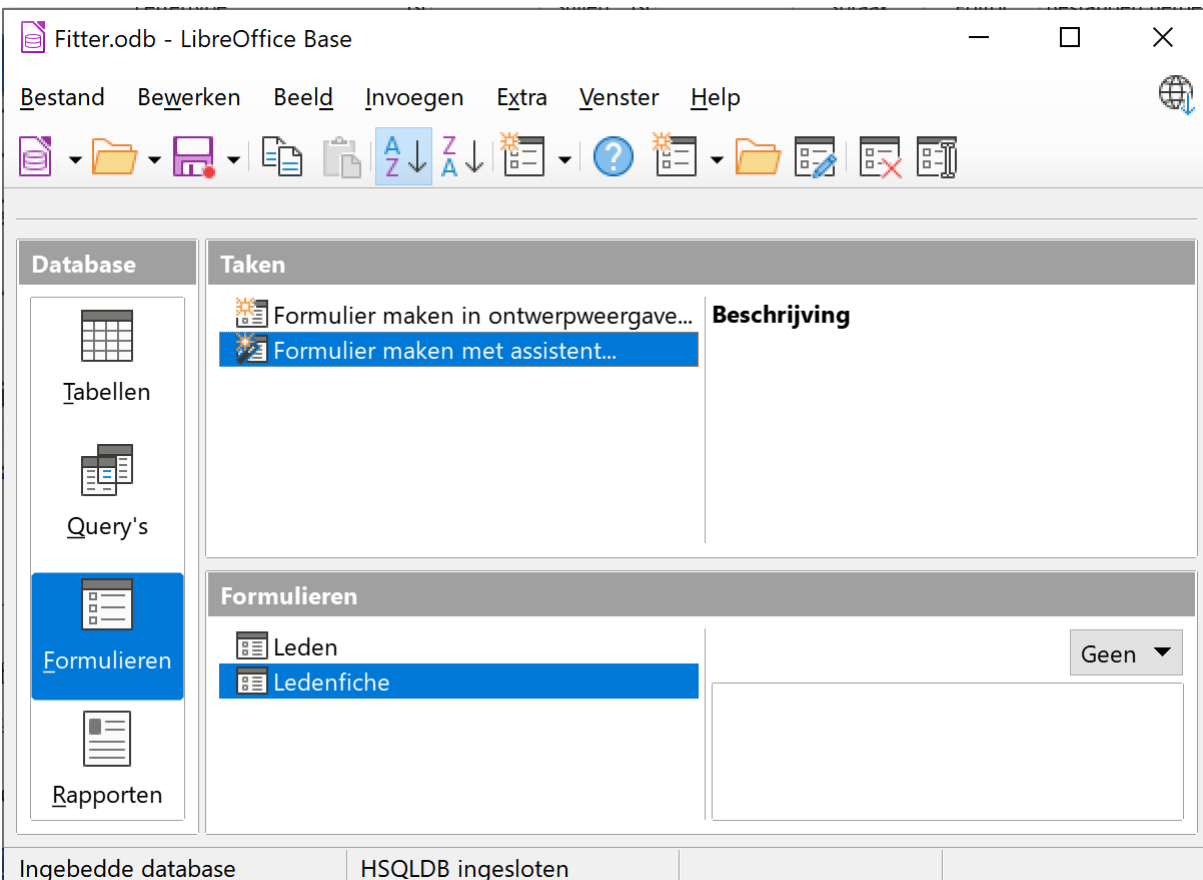 Fitter.odb - LibreOffice Base
Bestand Bewerken Beeld Invoegen Extra Venster Help
Database
Tabellen
Query's
Formulieren
Rapporten
Taken
Formulier maken in ontwerpweergave...
Formulier maken met assistent...
Beschrijving
Formulieren
Leden
Ledenfiche
Geen
Ingebedde database
HSQLDB ingesloten